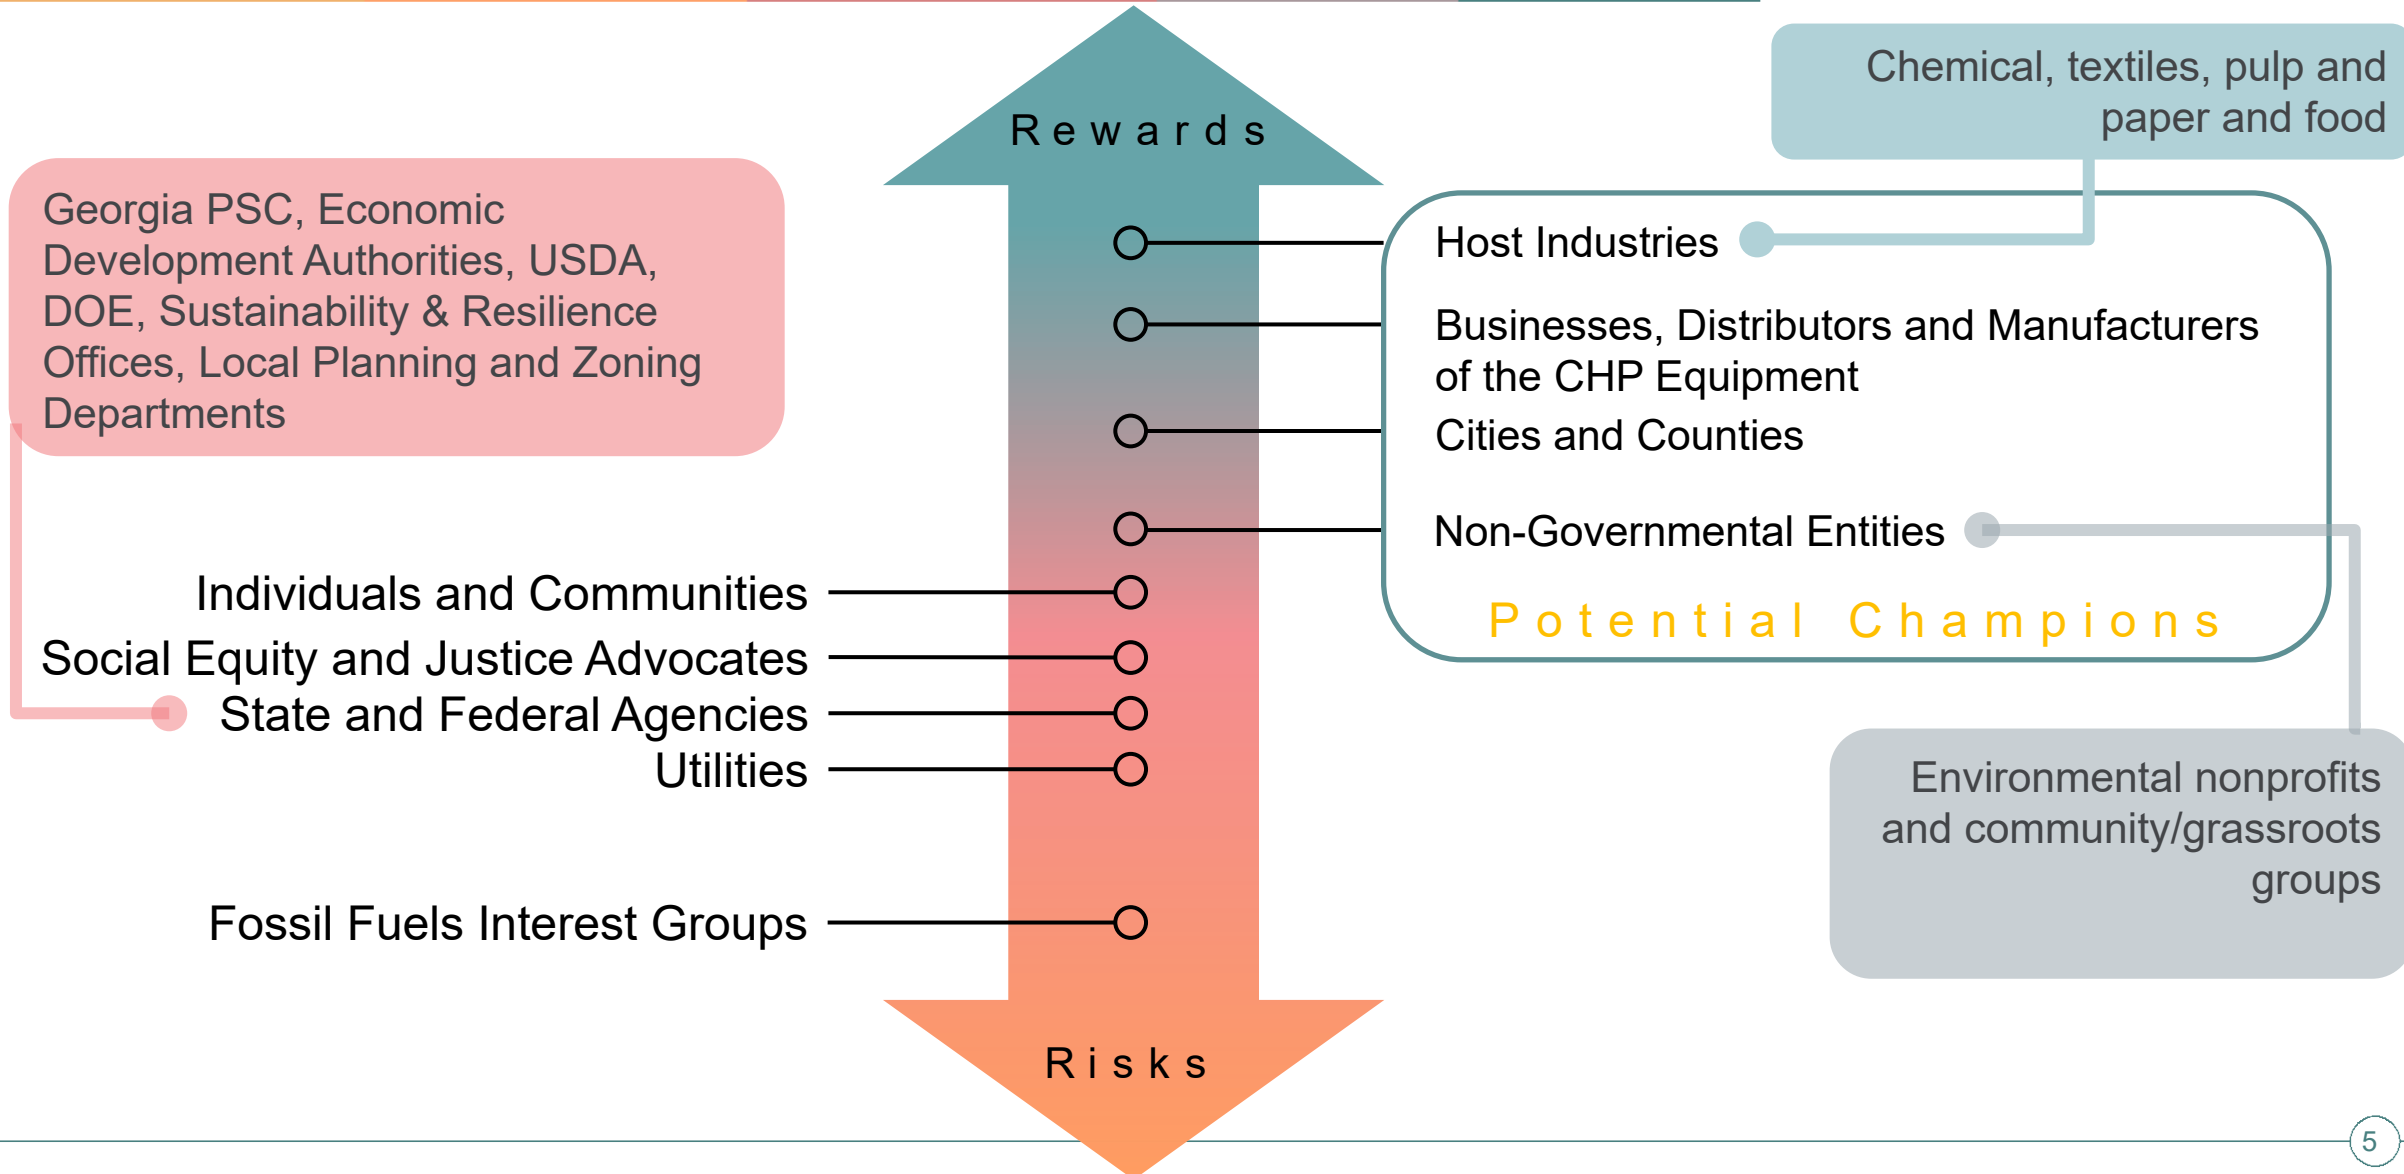 Rewards
Chemical, textiles, pulp and
paper and food
Georgia PSC, Economic
Development Authorities, USDA,
DOE, Sustainability & Resilience
Offices, Local Planning and Zoning
Departments
Host Industries
Businesses, Distributors and Manufacturers
of the CHP Equipment
Cities and Counties
Non-Governmental Entities
Potential Champions
Individuals and Communities
Social Equity and Justice Advocates
State and Federal Agencies
Utilities
Fossil Fuels Interest Groups
Environmental nonprofits
and community/grassroots
groups
Risks
5